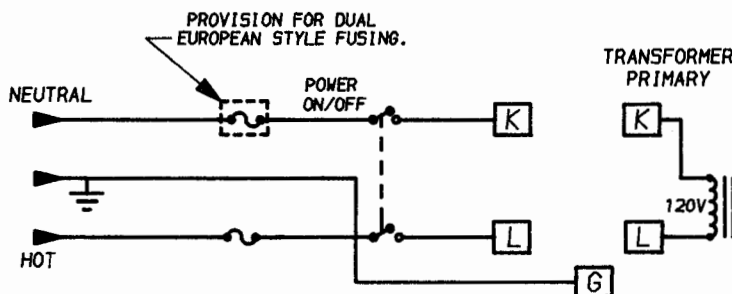 PROVISION FOR DUAL
EUROPEAN STYLE FUSING.
TRANSFORMER
PRIMARY
NEUTRAL
POWER
ON/OFF
K
K
120V
HOT
L
L
G